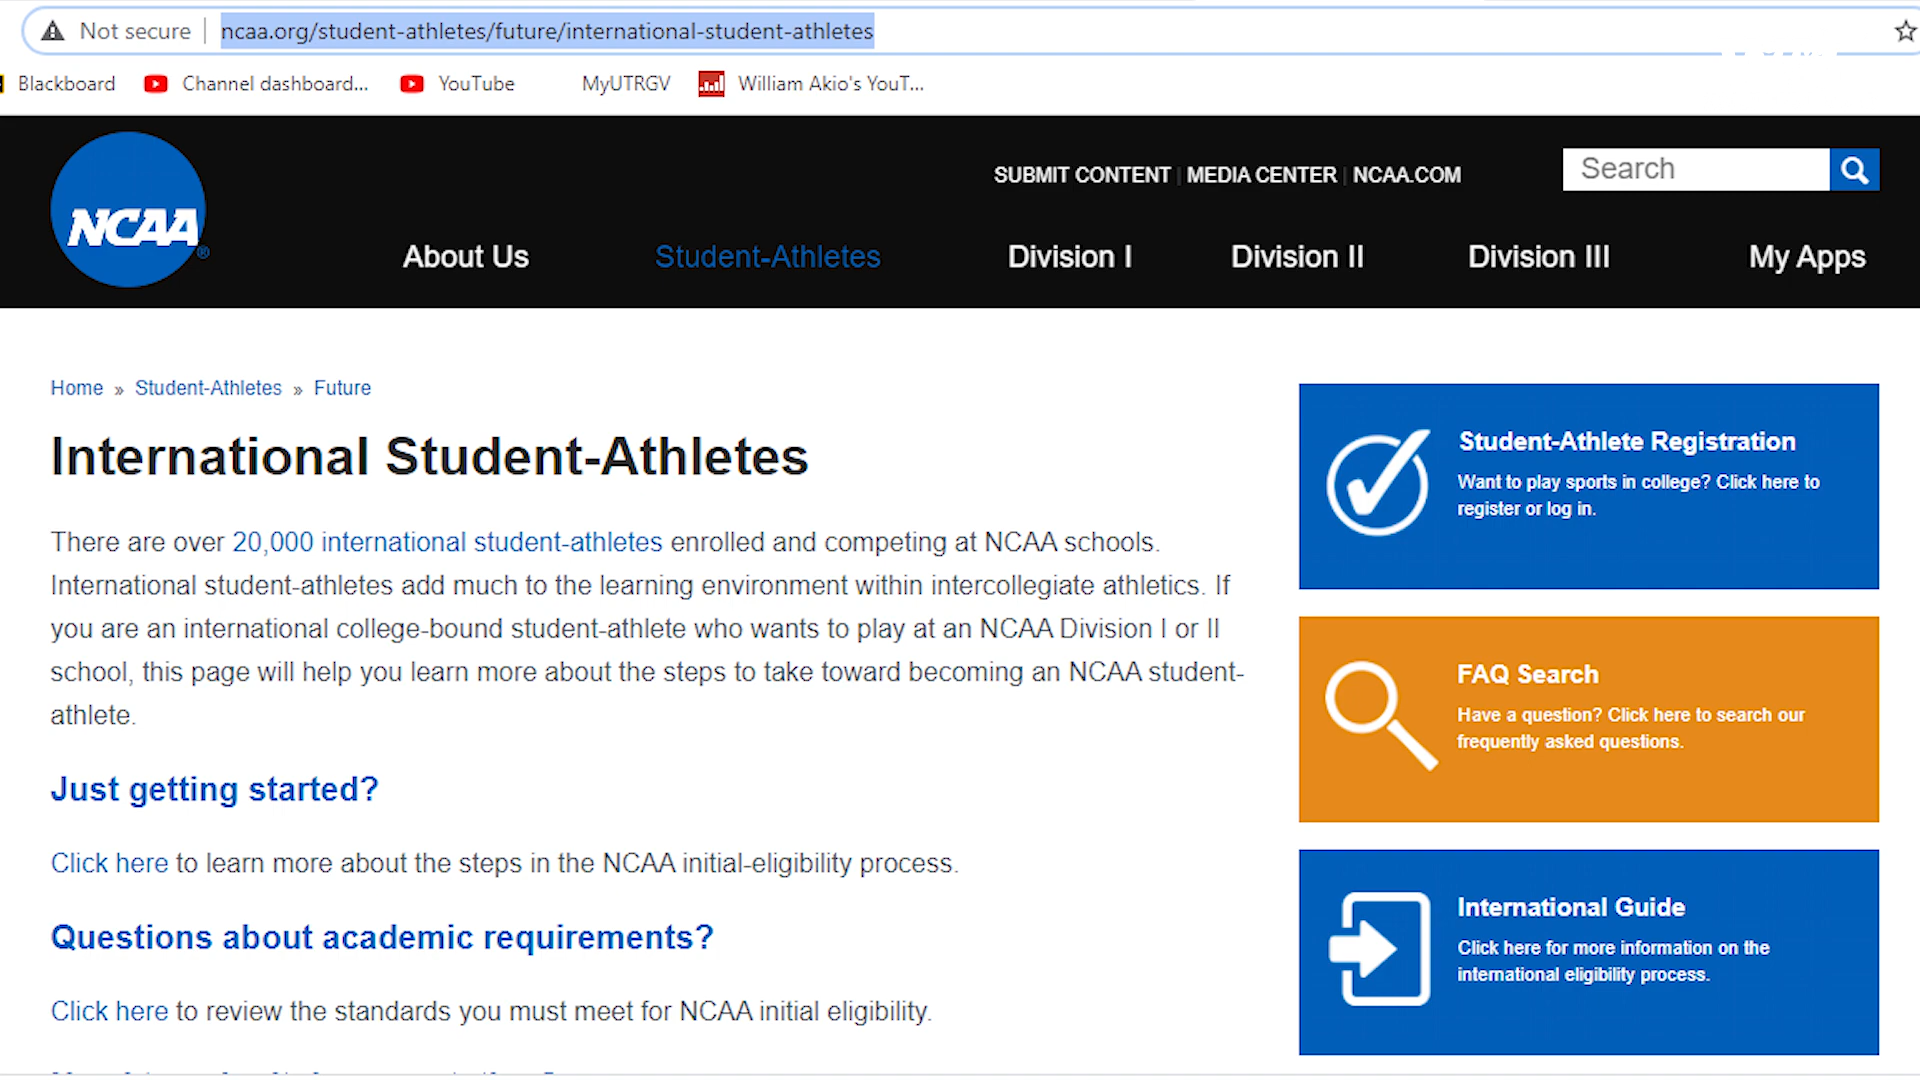 Not secure | ncaa.org/student-athletes/future/international-student-athletes
Blackboard Channel dashboard... YouTube MyUTRGV William Akio's YouT...
NCAA®
SUBMIT CONTENT | MEDIA CENTER | NCAA.COM
Search
About Us Student-Athletes Division I Division II Division III My Apps
Home » Student-Athletes » Future
International Student-Athletes
There are over 20,000 international student-athletes enrolled and competing at NCAA schools.
International student-athletes add much to the learning environment within intercollegiate athletics. If
you are an international college-bound student-athlete who wants to play at an NCAA Division I or II
school, this page will help you learn more about the steps to take toward becoming an NCAA student-
athlete.
Just getting started?
Click here to learn more about the steps in the NCAA initial-eligibility process.
Questions about academic requirements?
Click here to review the standards you must meet for NCAA initial eligibility.
Student-Athlete Registration
Want to play sports in college? Click here to
register or log in.
FAQ Search
Have a question? Click here to search our
frequently asked questions.
International Guide
Click here for more information on the
international eligibility process.